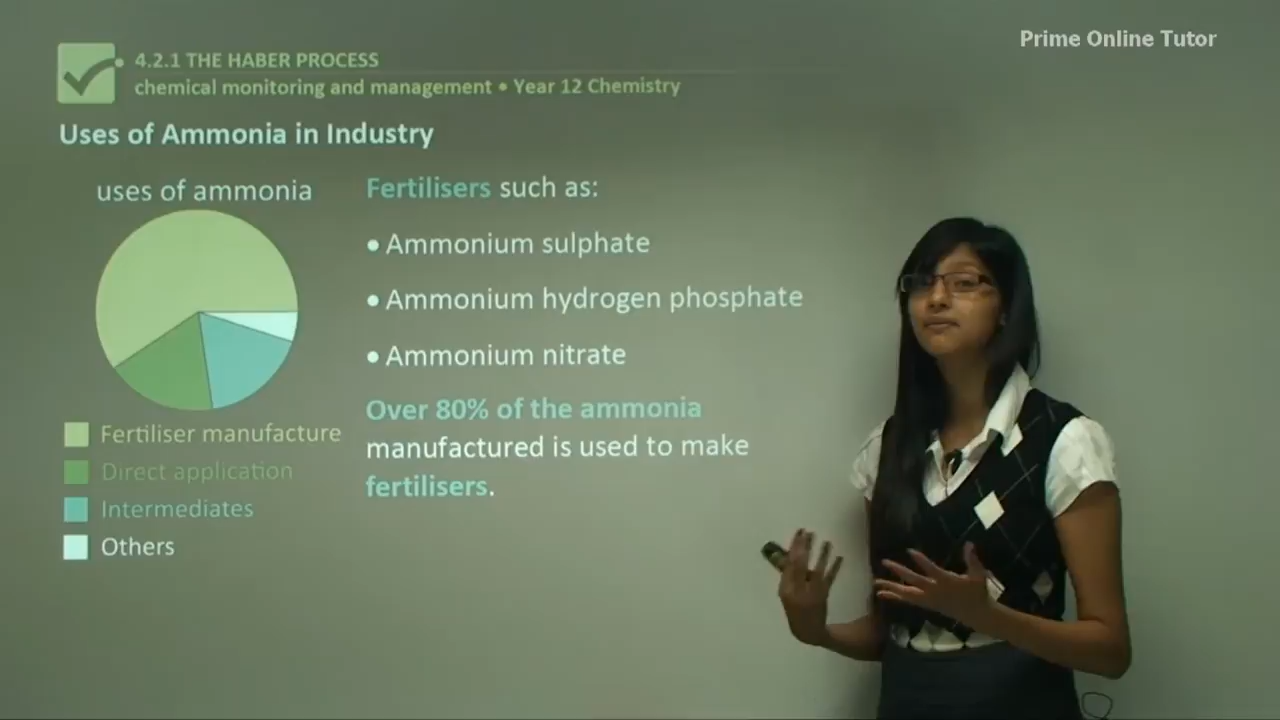 Prime Online Tutor
4.2.1 THE HABER PROCESS
chemical monitoring and management • Year 12 Chemistry
Uses of Ammonia in Industry
uses of ammonia
Fertiliser manufacture
Direct application
Intermediates
Others
Fertilisers such as:
• Ammonium sulphate
• Ammonium hydrogen phosphate
• Ammonium nitrate
Over 80% of the ammonia
manufactured is used to make
fertilisers.